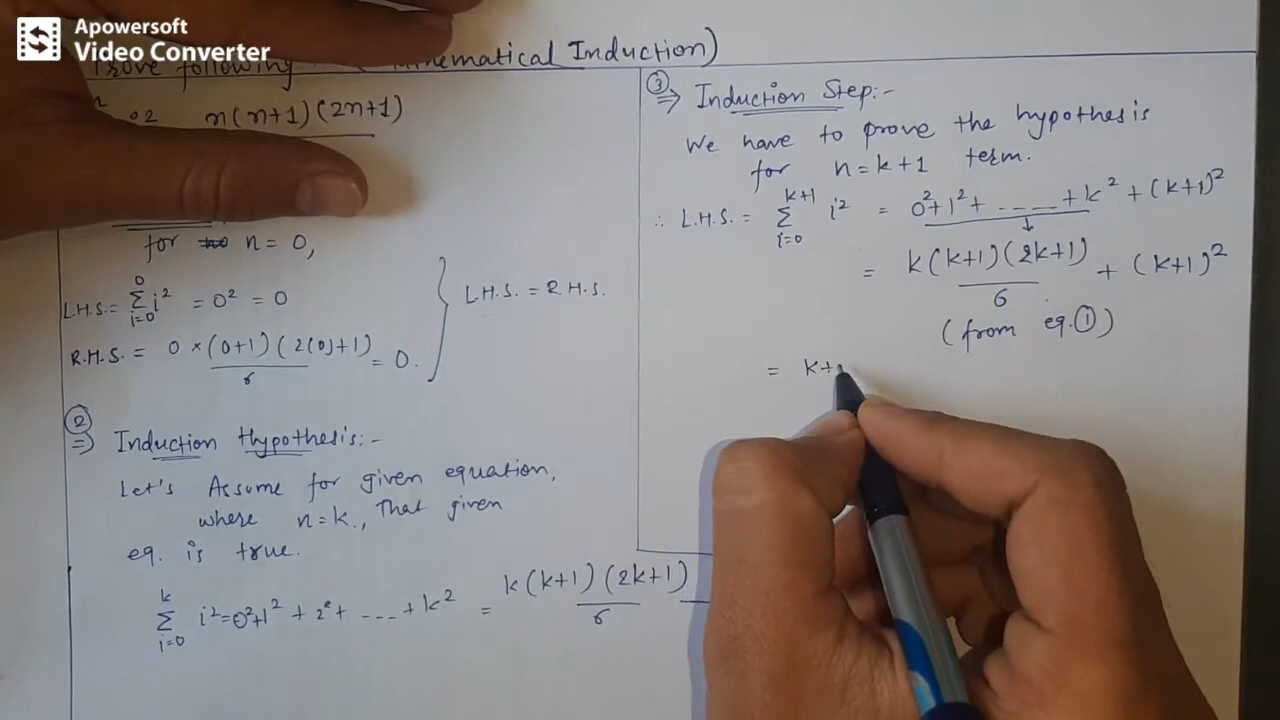 Apowersoft
Video Converter
Prove following Mathematical Induction)
n(n+1)(2n+1)
for n = 0,
L.H.S. = 0 Σ i=0 i² = 0² = 0
R.H.S. = 0 × (0+1)(2(0)+1) / 6 = 0.
} L.H.S. = R.H.S.
②
⇒ Induction Hypothesis:-
Let's Assume for given equation,
where n=k., That given
eq. is true.
k Σ i=0 i² = 0²+1² + 2² + ---- + k² = k(k+1)(2k+1) / 6
③
⇒ Induction Step:-
We have to prove the hypothesis
for n=k+1 term.
∴ L.H.S. = k+1 Σ i=0 i² = 0²+1²+ - - - - +k²+(k+1)²
= k(k+1)(2k+1) / 6 + (k+1)²
(from eq.①)
= k+